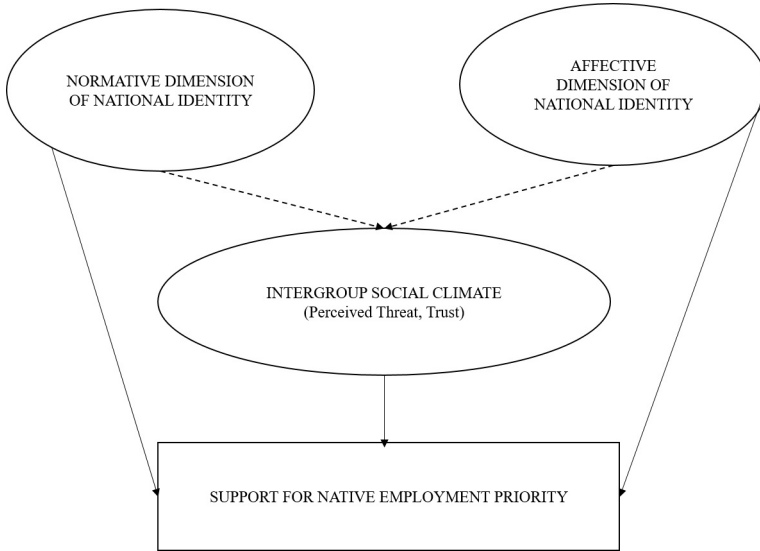 NORMATIVE DIMENSION
OF NATIONAL IDENTITY
AFFECTIVE
DIMENSION OF
NATIONAL IDENTITY
INTERGROUP SOCIAL CLIMATE
(Perceived Threat, Trust)
SUPPORT FOR NATIVE EMPLOYMENT PRIORITY